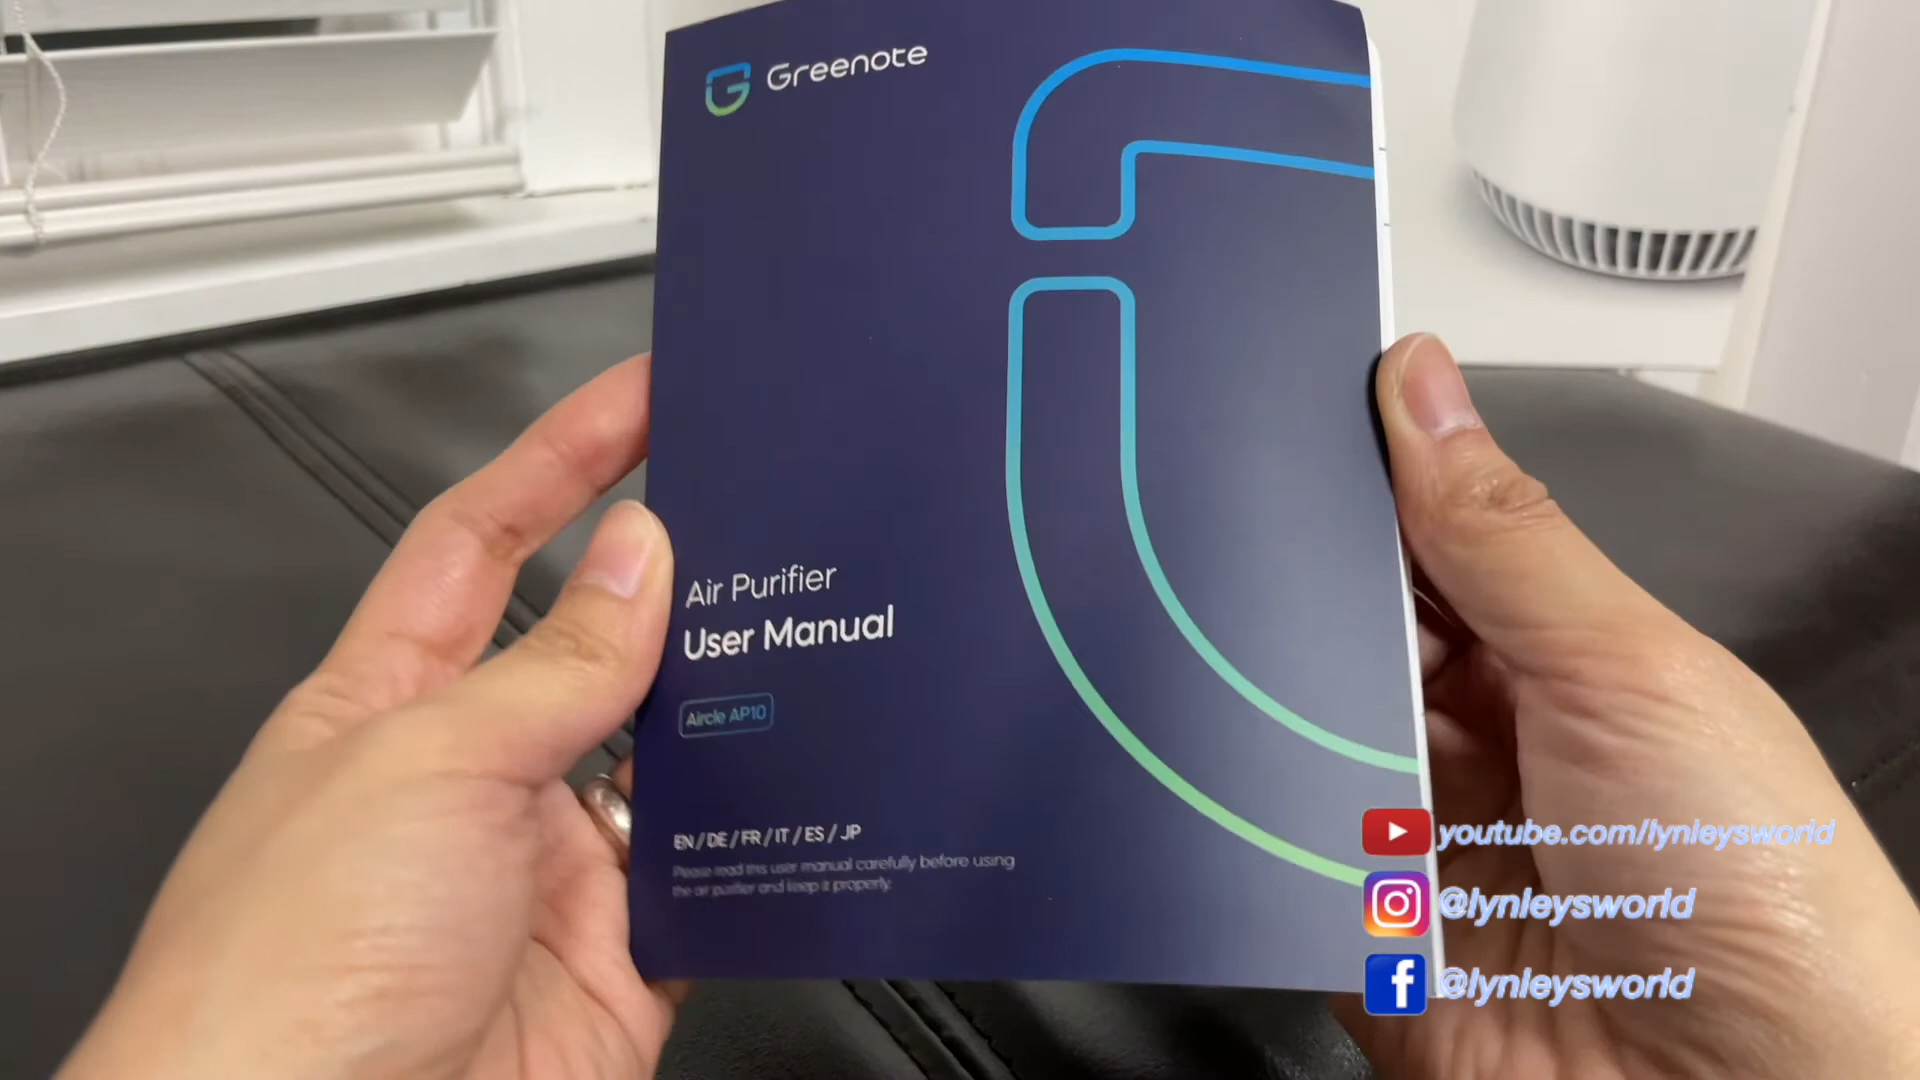 Greenote
Air Purifier
User Manual
Aircle AP10
EN / DE / FR / IT / ES / JP
Please read this user manual carefully before using
the air purifier and keep it properly.
youtube.com/lynleysworld
@lynleysworld
@lynleysworld